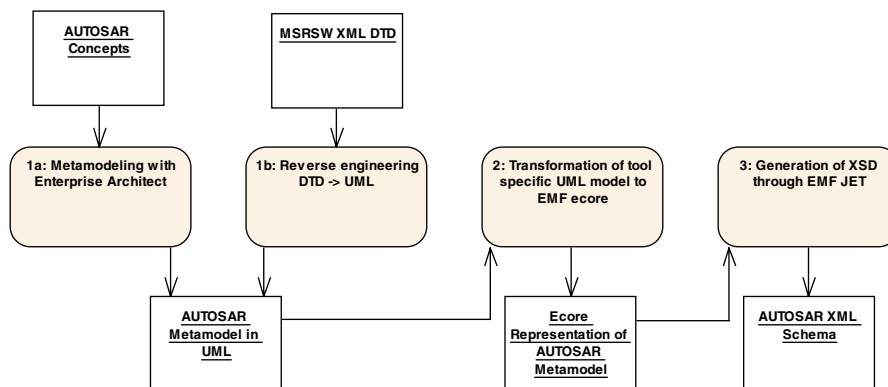 AUTOSAR
Concepts
MSRSW XML DTD
1a: Metamodeling with
Enterprise Architect
1b: Reverse engineering
DTD -> UML
2: Transformation of tool
specific UML model to
EMF ecore
3: Generation of XSD
through EMF JET
AUTOSAR
Metamodel in
UML
Ecore
Representation of
AUTOSAR
Metamodel
AUTOSAR XML
Schema